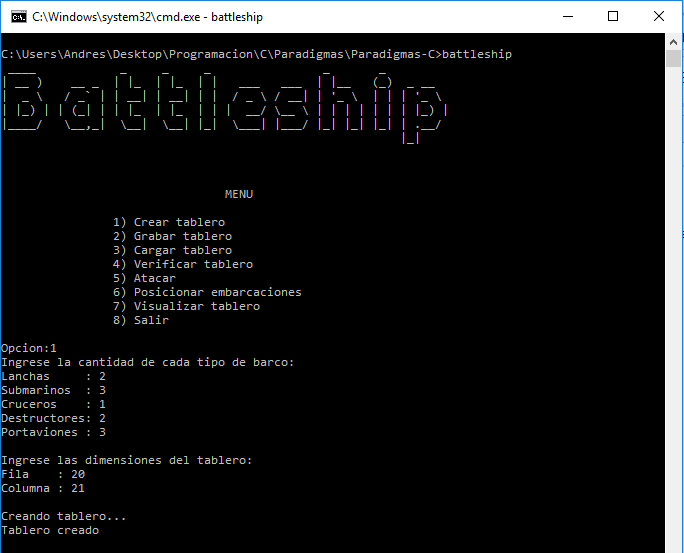 C:\Windows\system32\cmd.exe - battleship
C:\Users\Andres\Desktop\Programacion\C\Paradigmas\Paradigmas-C>battleship
Battleship
MENU
1) Crear tablero
2) Grabar tablero
3) Cargar tablero
4) Verificar tablero
5) Atacar
6) Posicionar embarcaciones
7) Visualizar tablero
8) Salir
Opcion:1
Ingrese la cantidad de cada tipo de barco:
Lanchas     : 2
Submarinos  : 3
Cruceros    : 1
Destructores: 2
Portaviones : 3
Ingrese las dimensiones del tablero:
Fila    : 20
Columna : 21
Creando tablero...
Tablero creado